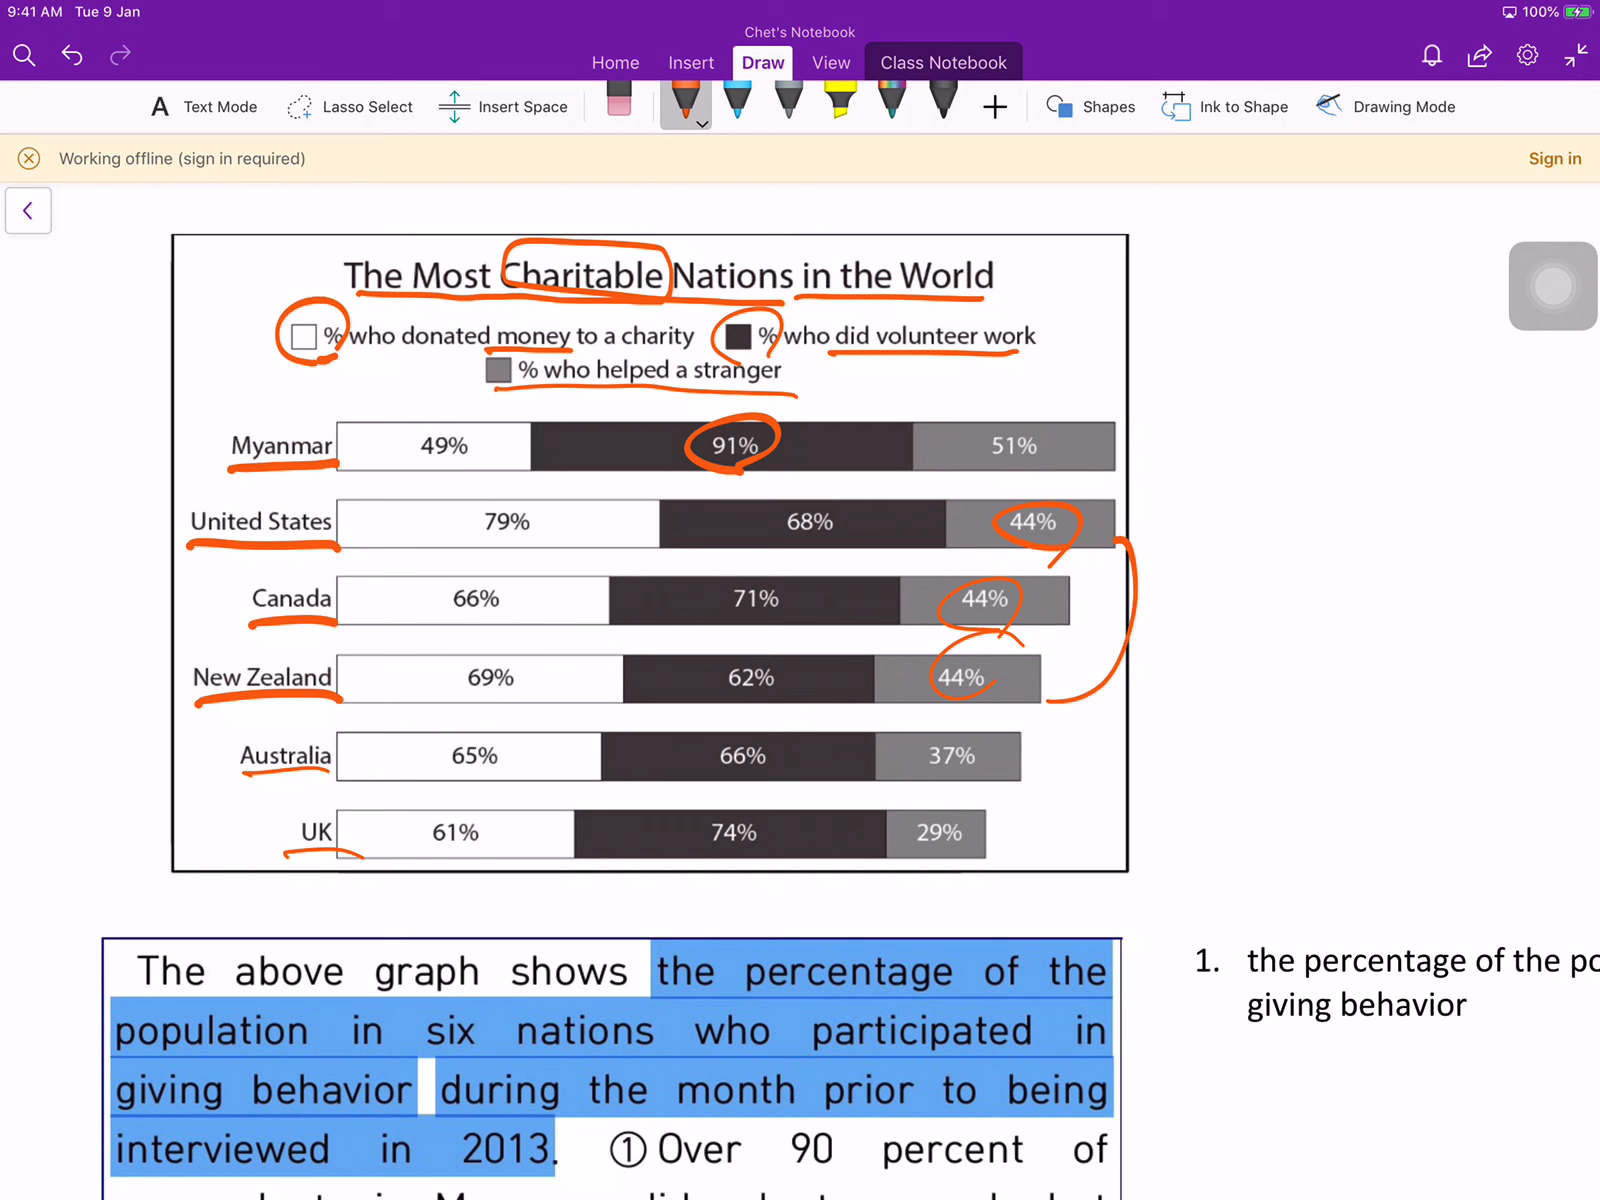 9:41 AM Tue 9 Jan 100%
Chet's Notebook
Home Insert Draw View Class Notebook
Text Mode Lasso Select Insert Space Shapes Ink to Shape Drawing Mode
Working offline (sign in required) Sign in
The Most Charitable Nations in the World
% who donated money to a charity % who did volunteer work
% who helped a stranger
Myanmar 49% 91% 51%
United States 79% 68% 44%
Canada 66% 71% 44%
New Zealand 69% 62% 44%
Australia 65% 66% 37%
UK 61% 74% 29%
The above graph shows the percentage of the
population in six nations who participated in
giving behavior during the month prior to being
interviewed in 2013. ① Over 90 percent of
1. the percentage of the po
giving behavior